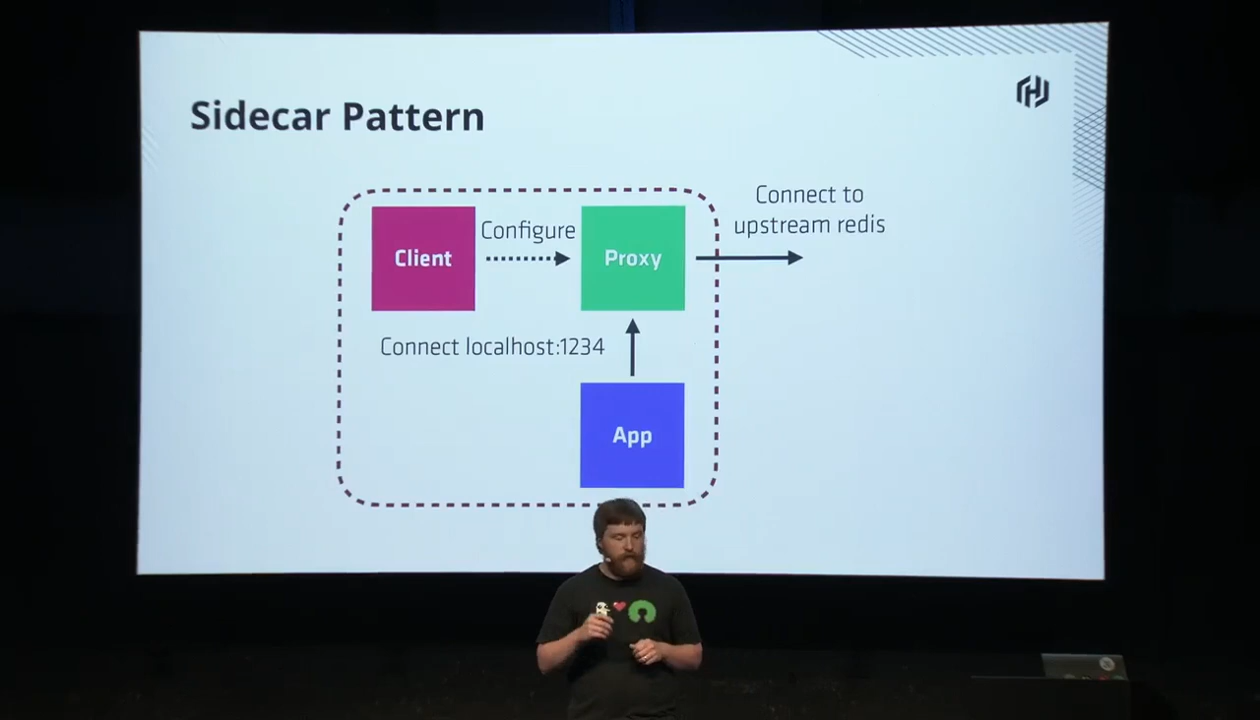 Sidecar Pattern
Connect to
upstream redis
Configure
Client
Proxy
Connect localhost:1234
App